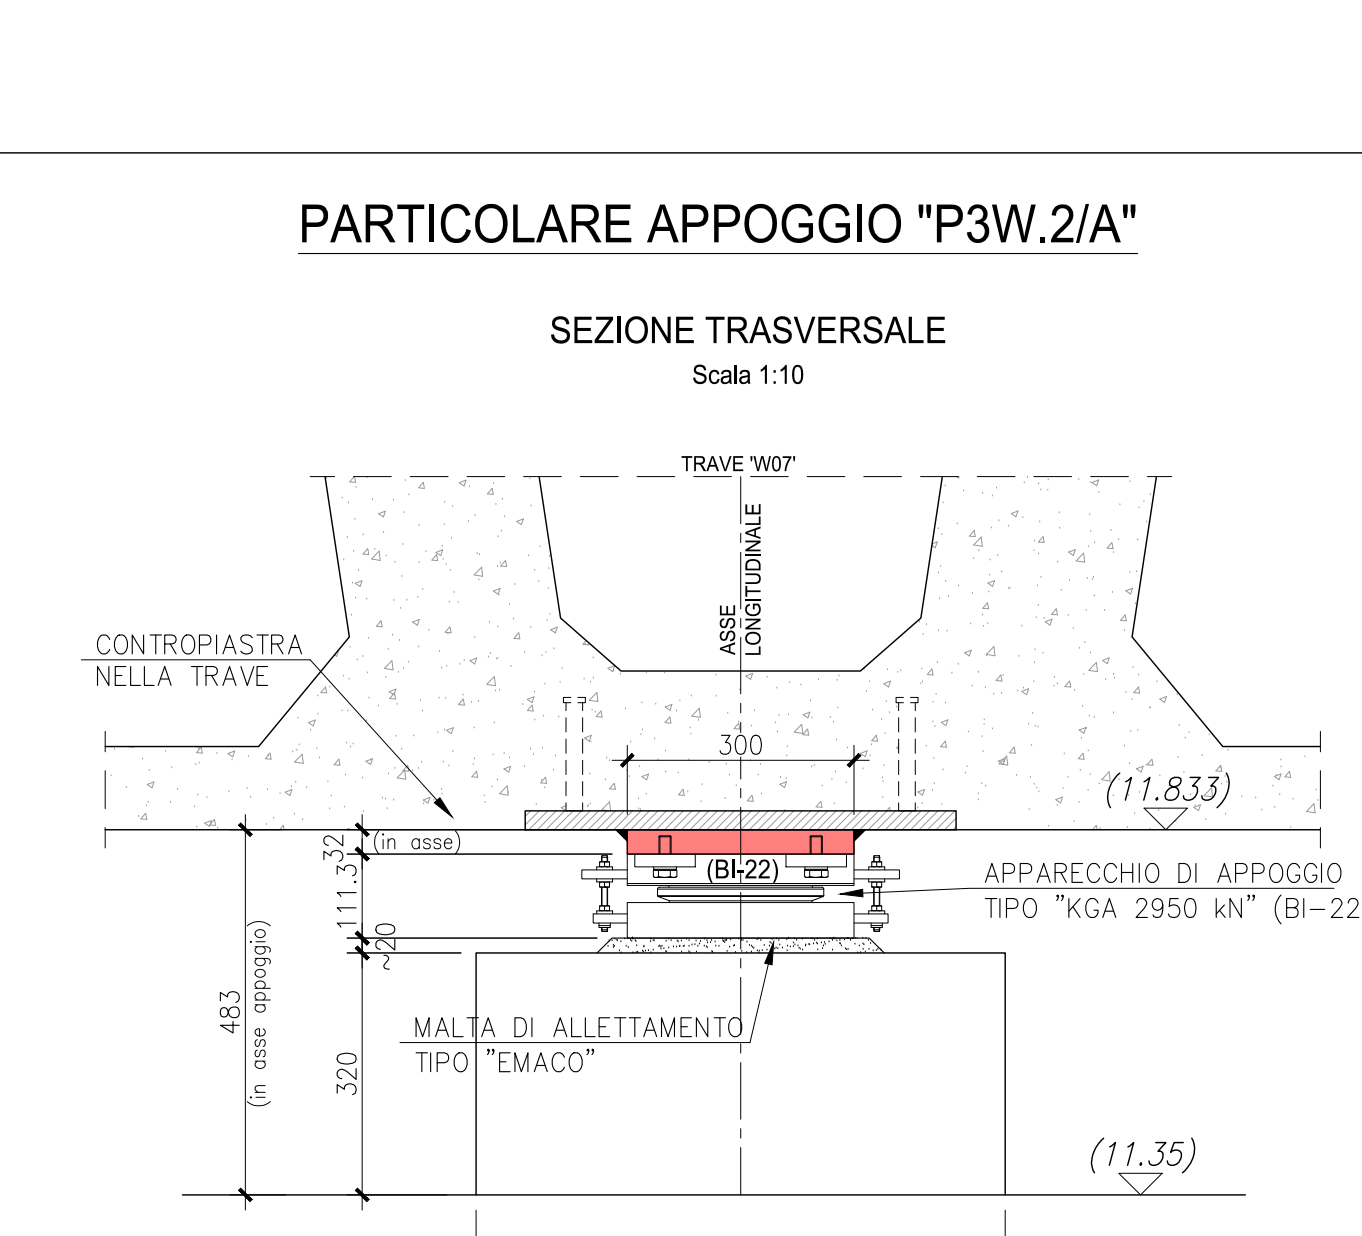 PARTICOLARE APPOGGIO "P3W.2/A"
SEZIONE TRASVERSALE
Scala 1:10
TRAVE 'W07'
ASSE
LONGITUDINALE
CONTROPIASTRA
NELLA TRAVE
300
(11.833)
32
(in asse)
111.3
(BI-22)
APPARECCHIO DI APPOGGIO
TIPO "KGA 2950 kN" (BI-22
~20
483
(in asse appoggio)
MALTA DI ALLETTAMENTO
TIPO "EMACO"
320
(11.35)